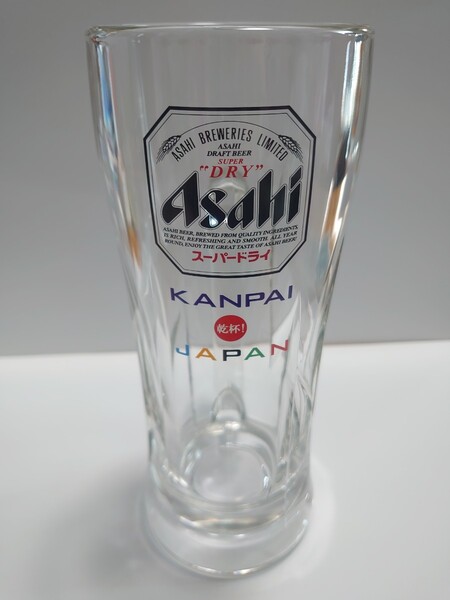 ASAHI BREWERIES LIMITED
ASAHI
DRAFT BEER
SUPER
"DRY"
Asahi
ASAHI BEER, BREWED FROM QUALITY INGREDIENTS,
IS RICH, REFRESHING AND SMOOTH. ALL YEAR
ROUND, ENJOY THE GREAT TASTE OF ASAHI BEER!
スーパードライ
KANPAI
乾杯!
JAPAN